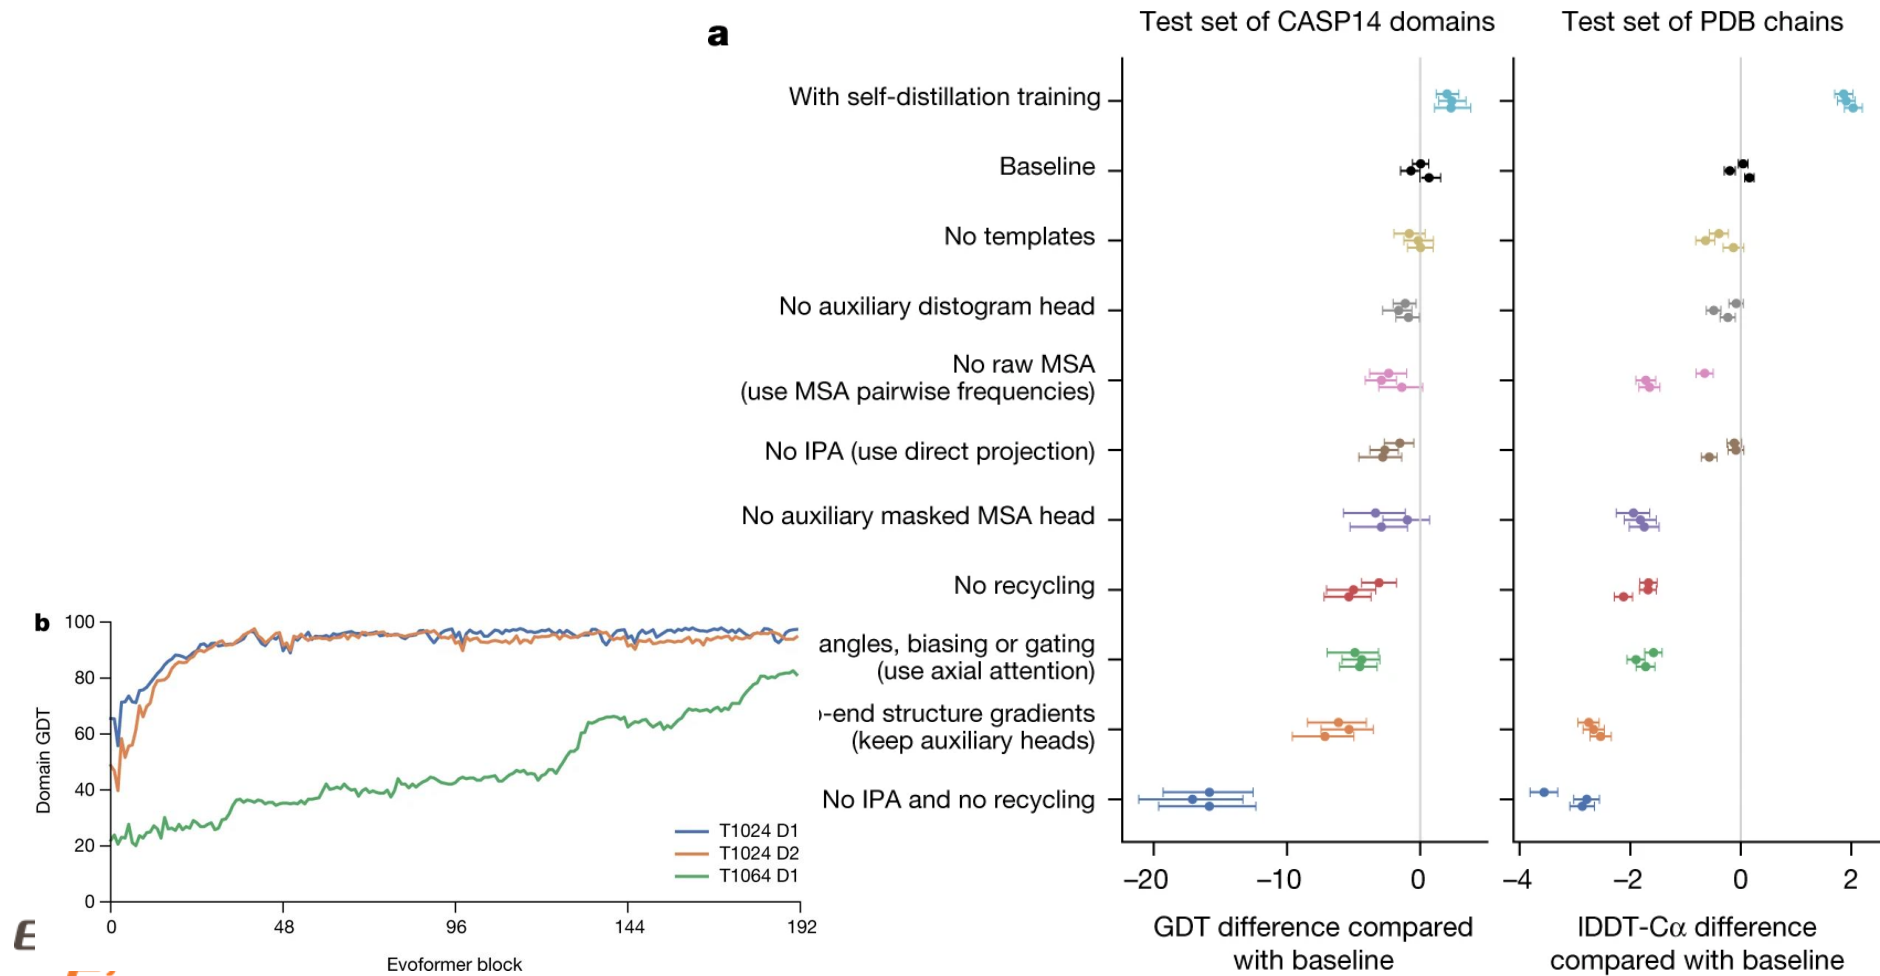 a
Test set of CASP14 domains
Test set of PDB chains
With self-distillation training
Baseline
No templates
No auxiliary distogram head
No raw MSA
(use MSA pairwise frequencies)
No IPA (use direct projection)
No auxiliary masked MSA head
No recycling
angles, biasing or gating
(use axial attention)
-end structure gradients
(keep auxiliary heads)
No IPA and no recycling
−20 −10 0
−4 −2 0 2
GDT difference compared
with baseline
lDDT-Cα difference
compared with baseline
b
Domain GDT
100
80
60
40
20
0
T1024 D1
T1024 D2
T1064 D1
0 48 96 144 192
Evoformer block